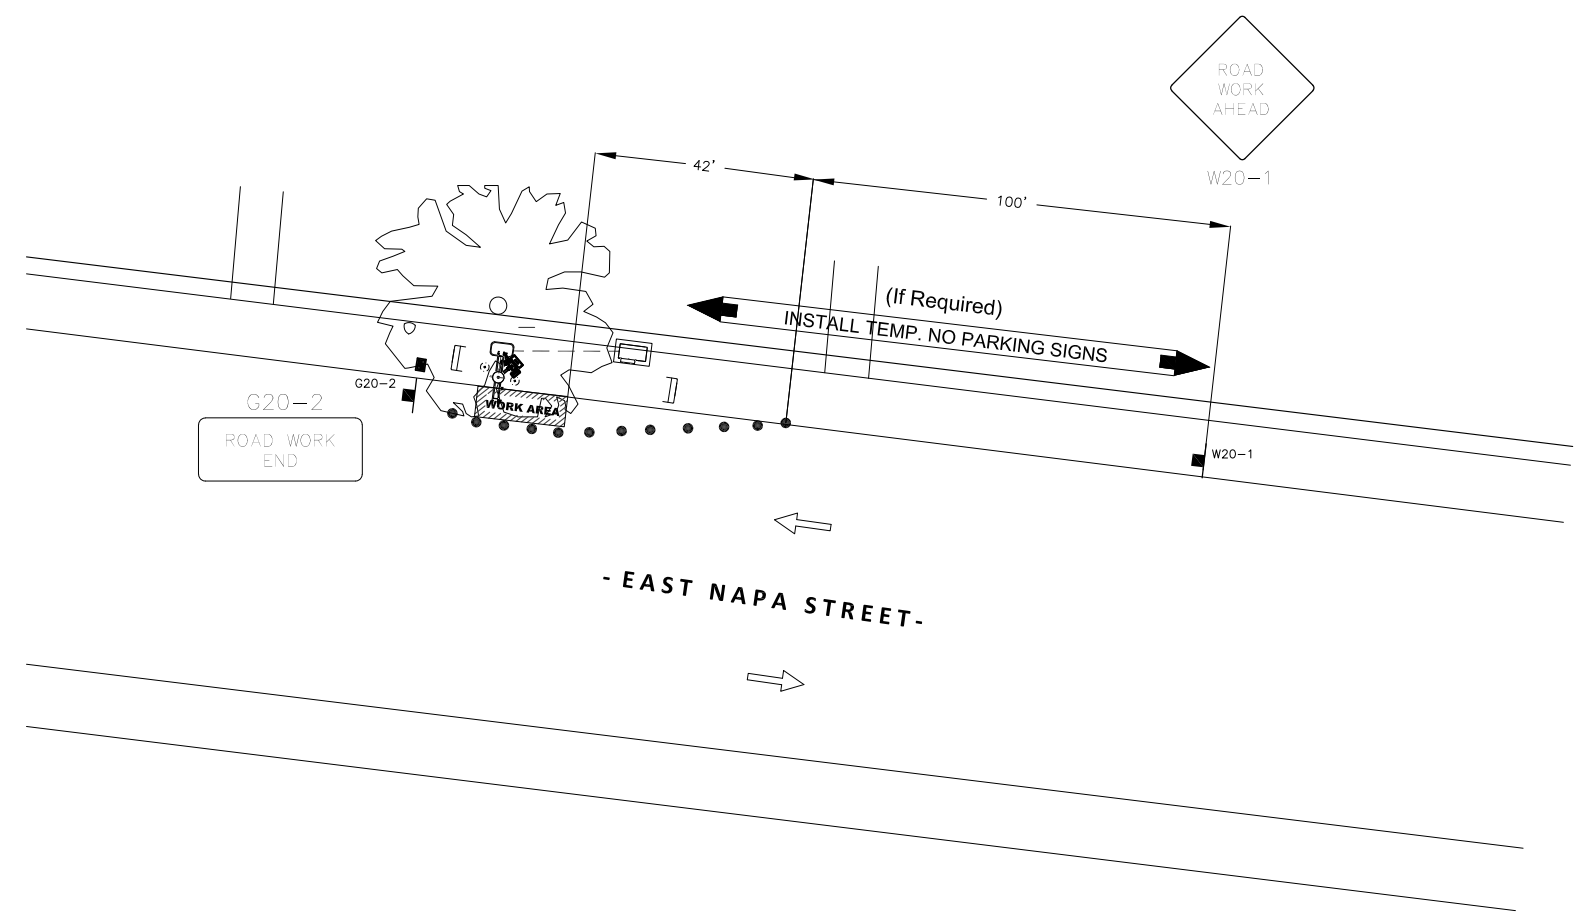 ROAD
WORK
AHEAD
W20-1
42'
100'
(If Required)
INSTALL TEMP. NO PARKING SIGNS
G20-2
G20-2
ROAD WORK
END
WORK AREA
W20-1
- EAST NAPA STREET-